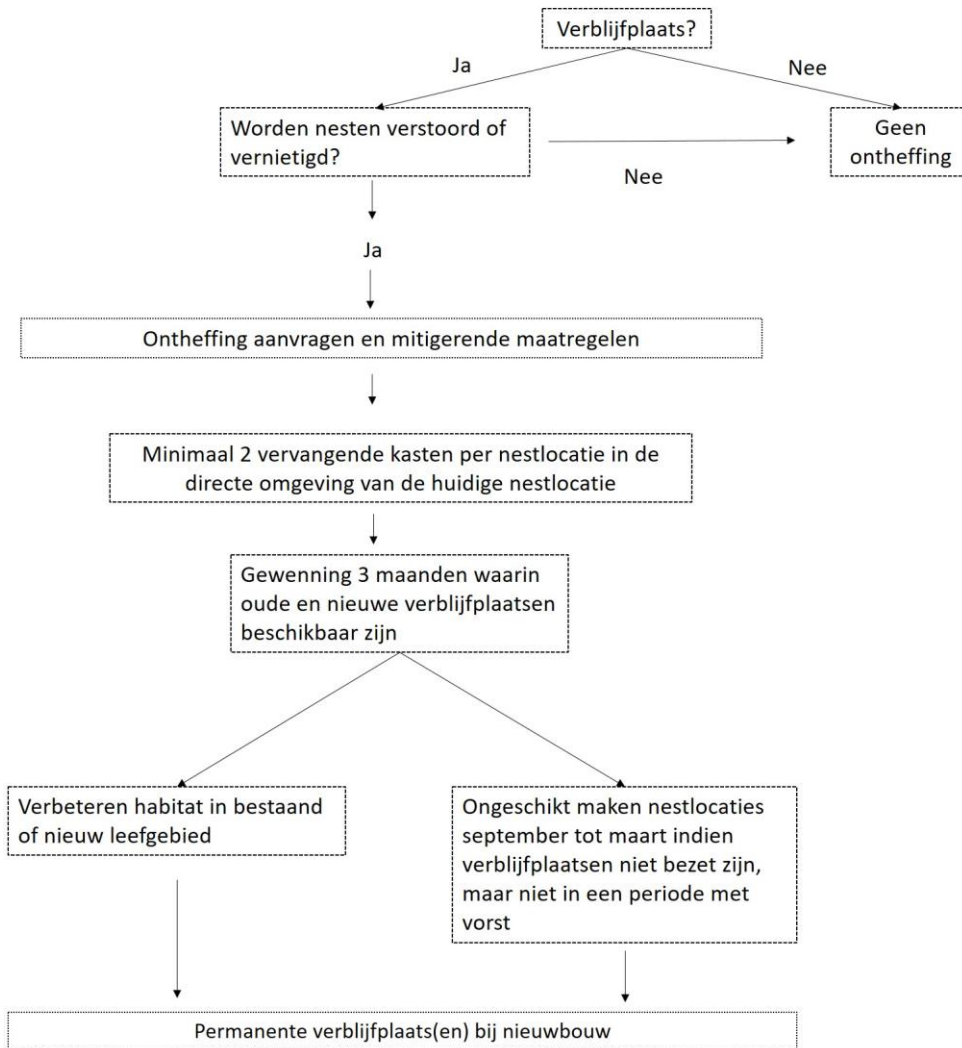 Verblijfplaats?
Ja
Nee
Worden nesten verstoord of
vernietigd?
Geen
ontheffing
Nee
Ja
Ontheffing aanvragen en mitigerende maatregelen
Minimaal 2 vervangende kasten per nestlocatie in de
directe omgeving van de huidige nestlocatie
Gewenning 3 maanden waarin
oude en nieuwe verblijfplaatsen
beschikbaar zijn
Verbeteren habitat in bestaand
of nieuw leefgebied
Ongeschikt maken nestlocaties
september tot maart indien
verblijfplaatsen niet bezet zijn,
maar niet in een periode met
vorst
Permanente verblijfplaats(en) bij nieuwbouw